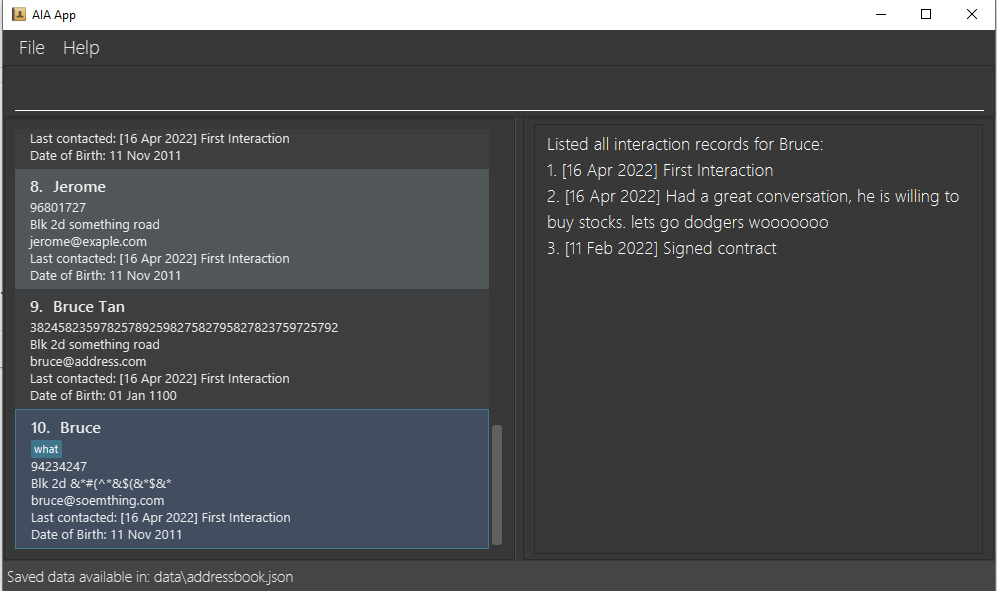 AIA App
File Help
Last contacted: [16 Apr 2022] First Interaction
Date of Birth: 11 Nov 2011
8. Jerome
96801727
Blk 2d something road
jerome@exaple.com
Last contacted: [16 Apr 2022] First Interaction
Date of Birth: 11 Nov 2011
9. Bruce Tan
38245823597825789259827582795827823759725792
Blk 2d something road
bruce@address.com
Last contacted: [16 Apr 2022] First Interaction
Date of Birth: 01 Jan 1100
10. Bruce
what
94234247
Blk 2d &*#(^*&$(&*$&*
bruce@soemthing.com
Last contacted: [16 Apr 2022] First Interaction
Date of Birth: 11 Nov 2011
Listed all interaction records for Bruce:
1. [16 Apr 2022] First Interaction
2. [16 Apr 2022] Had a great conversation, he is willing to
buy stocks. lets go dodgers wooooooo
3. [11 Feb 2022] Signed contract
Saved data available in: data\addressbook.json